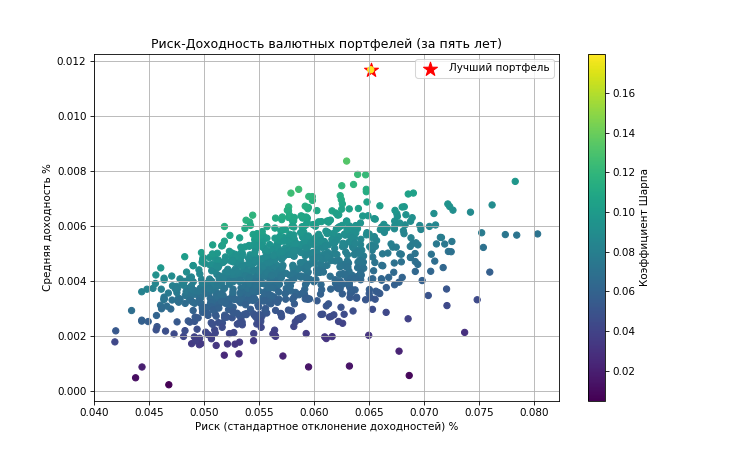 Риск-Доходность валютных портфелей (за пять лет)
Лучший портфель
Средняя доходность %
0.012
0.010
0.008
0.006
0.004
0.002
0.000
0.040 0.045 0.050 0.055 0.060 0.065 0.070 0.075 0.080
Риск (стандартное отклонение доходностей) %
0.16
0.14
0.12
0.10
0.08
0.06
0.04
0.02
Коэффициент Шарпа